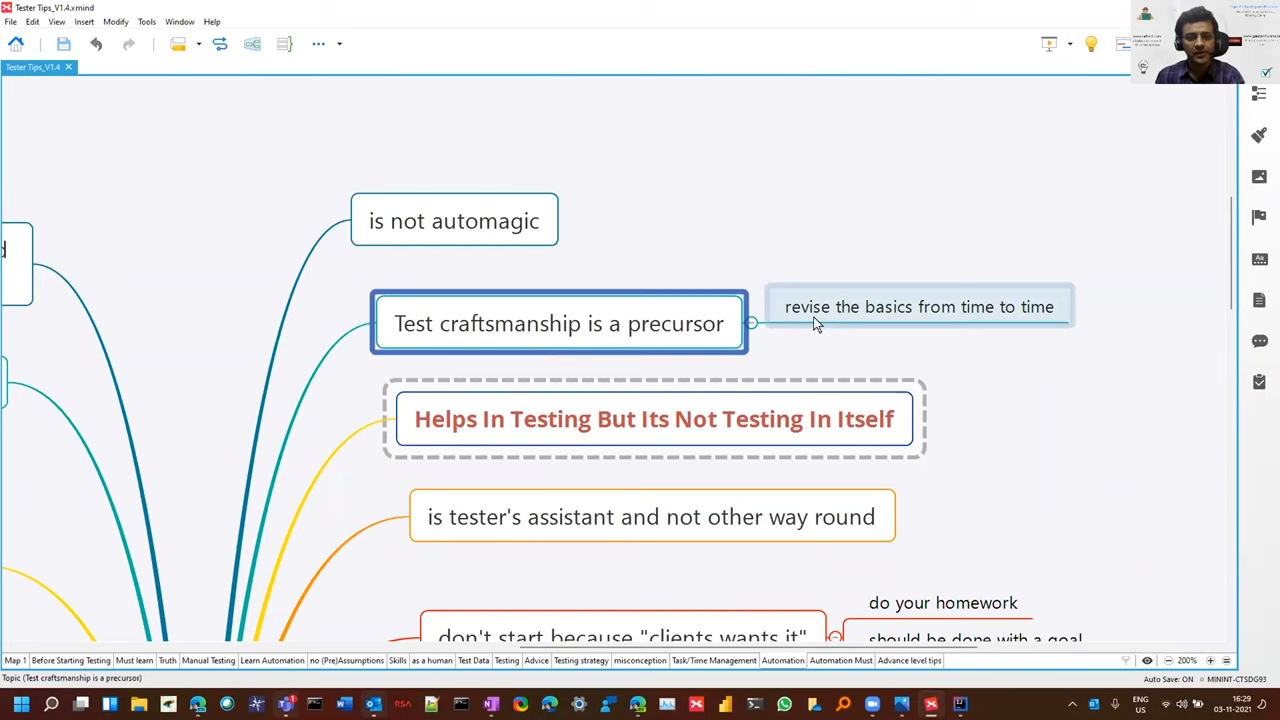 Tester Tips_V1.4.xmind
File Edit View Insert Modify Tools Window Help
Tester Tips_V1.4
is not automagic
Test craftsmanship is a precursor
revise the basics from time to time
Helps In Testing But Its Not Testing In Itself
is tester's assistant and not other way round
do your homework
don't start because "clients wants it"
should be done with a goal
Map 1 Before Starting Testing Must learn Truth Manual Testing Learn Automation no (Pre)Assumptions Skills as a human Test Data Testing Advice Testing strategy misconception Task/Time Management Automation Automation Must Advance level tips
200%
Topic (Test craftsmanship is a precursor)
Auto Save: ON
MININT-CTSDG93
RSA
ENG
US
16:29
03-11-2021